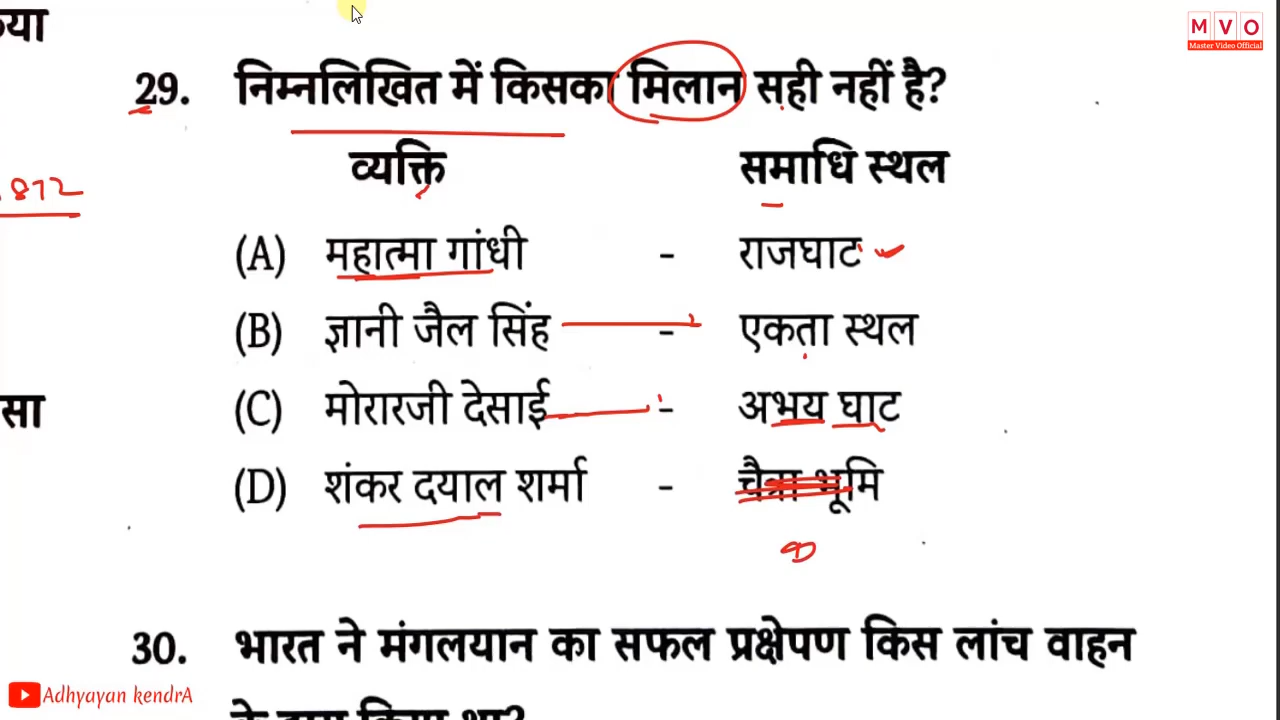 M V O
Master Video Official
29. निम्नलिखित में किसका मिलान सही नहीं है?
व्यक्ति समाधि स्थल
872
(A) महात्मा गांधी - राजघाट
(B) ज्ञानी जैल सिंह - एकता स्थल
(C) मोरारजी देसाई - अभय घाट
सा
(D) शंकर दयाल शर्मा - चैत्रा भूमि
30. भारत ने मंगलयान का सफल प्रक्षेपण किस लांच वाहन
Adhyayan kendrA